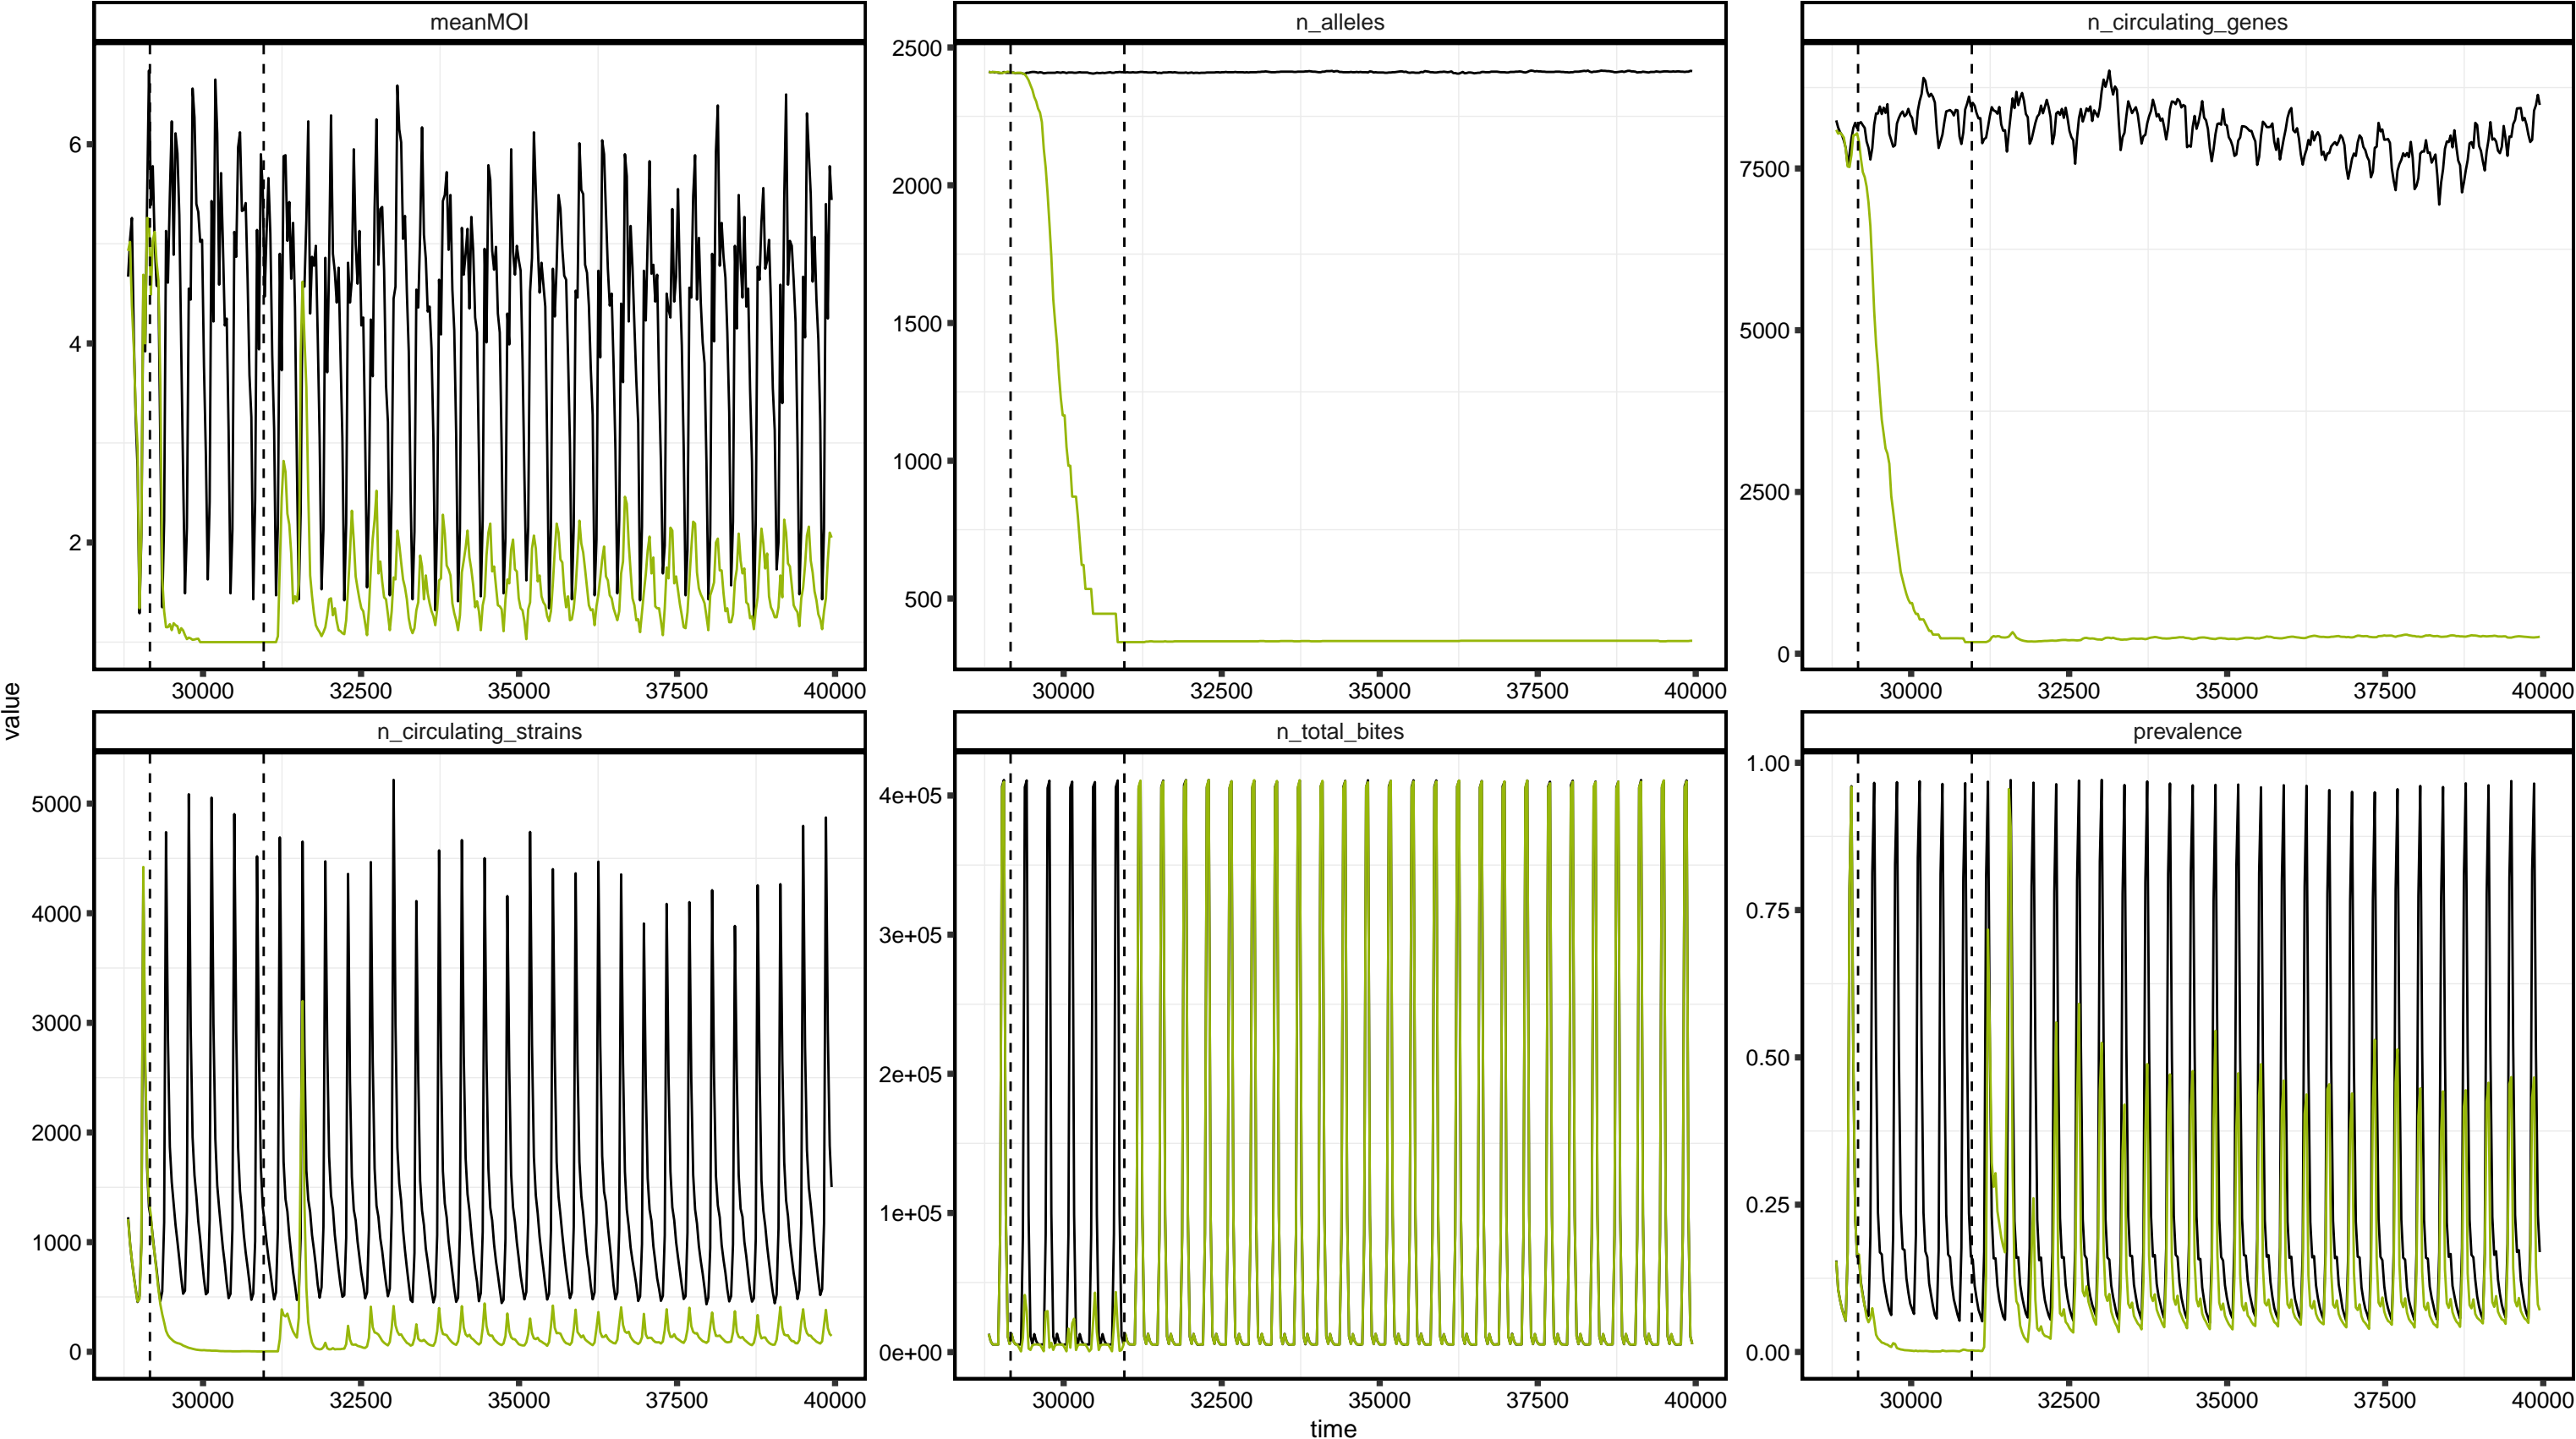 meanMOI
n_alleles
n_circulating_genes
6
4
2
2500
2000
1500
1000
500
7500
5000
2500
0
30000 32500 35000 37500 40000
30000 32500 35000 37500 40000
30000 32500 35000 37500 40000
value
n_circulating_strains
n_total_bites
prevalence
5000
4000
3000
2000
1000
0
4e+05
3e+05
2e+05
1e+05
0e+00
1.00
0.75
0.50
0.25
0.00
30000 32500 35000 37500 40000
30000 32500 35000 37500 40000
30000 32500 35000 37500 40000
time